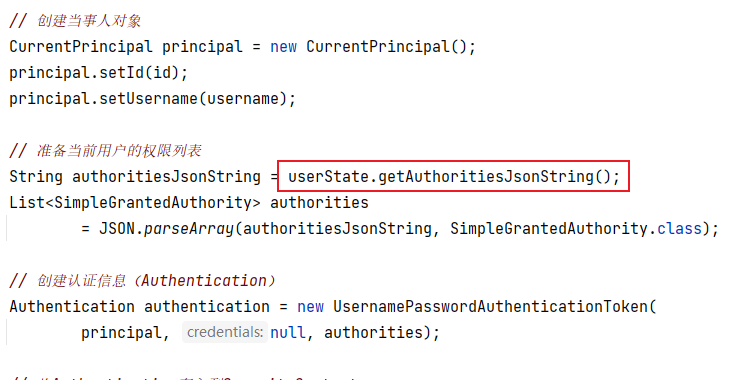 // 创建当事人对象
CurrentPrincipal principal = new CurrentPrincipal();
principal.setId(id);
principal.setUsername(username);
// 准备当前用户的权限列表
String authoritiesJsonString = userState.getAuthoritiesJsonString();
List<SimpleGrantedAuthority> authorities
= JSON.parseArray(authoritiesJsonString, SimpleGrantedAuthority.class);
// 创建认证信息（Authentication）
Authentication authentication = new UsernamePasswordAuthenticationToken(
principal, credentials: null, authorities);